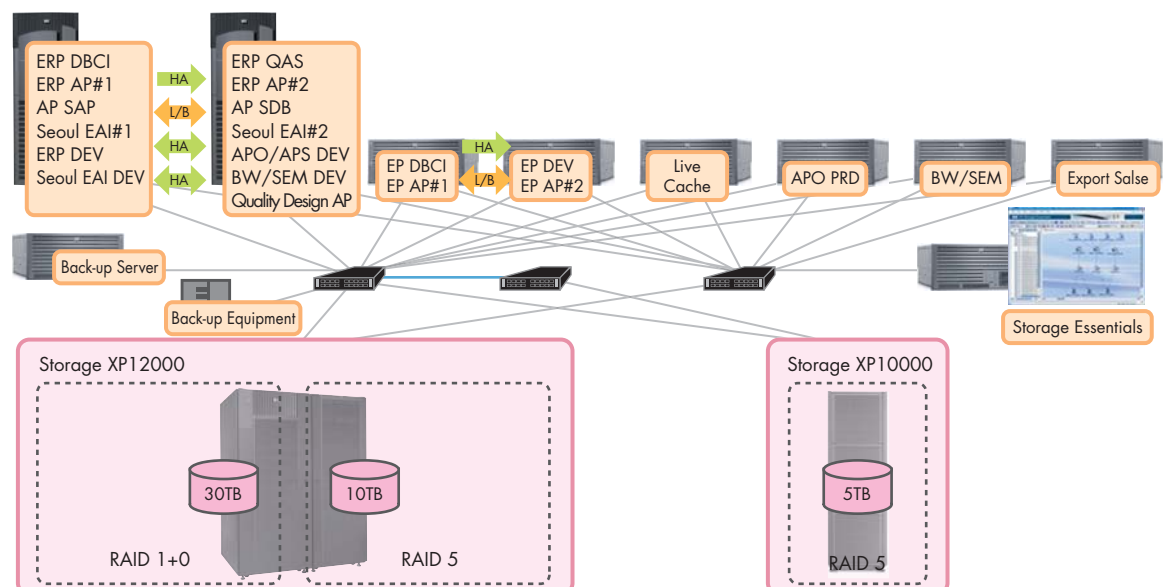 ERP DBCI
ERP AP#1
AP SAP
Seoul EAI#1
ERP DEV
Seoul EAI DEV
HA
L/B
HA
HA
ERP QAS
ERP AP#2
AP SDB
Seoul EAI#2
APO/APS DEV
BW/SEM DEV
Quality Design AP
EP DBCI
EP AP#1
HA
L/B
EP DEV
EP AP#2
Live
Cache
APO PRD
BW/SEM
Export Salse
Back-up Server
Back-up Equipment
Storage Essentials
Storage XP12000
30TB
10TB
RAID 1+0
RAID 5
Storage XP10000
5TB
RAID 5